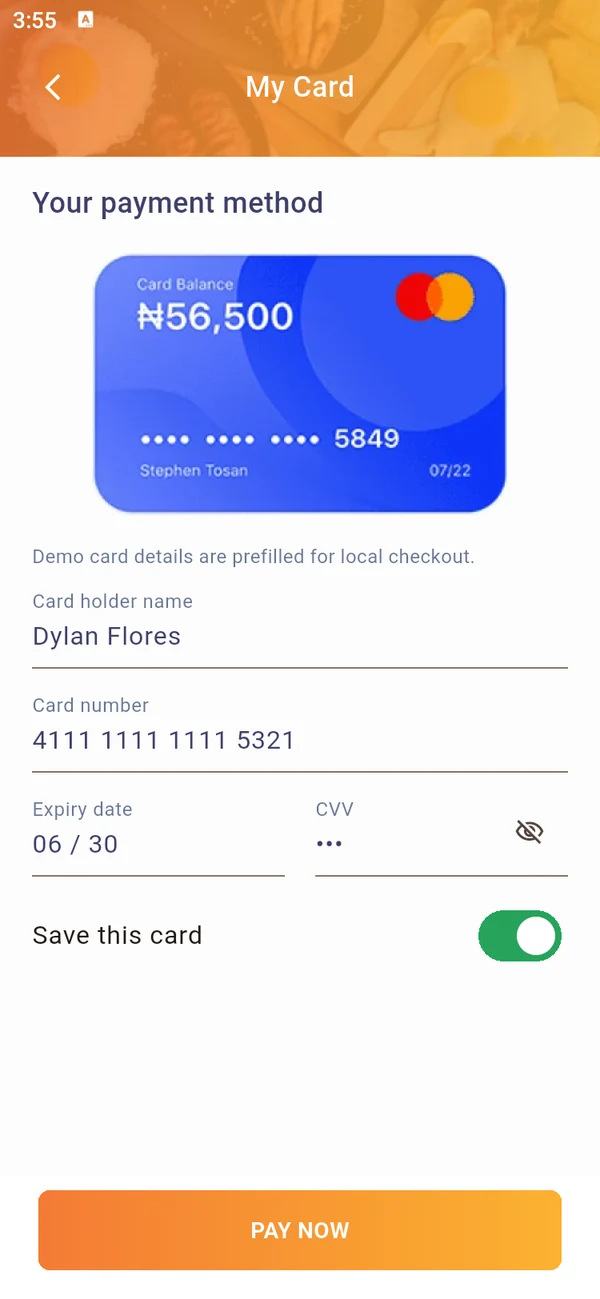 3:55 A
My Card
Your payment method
Card Balance
₦56,500
•••• •••• •••• 5849
Stephen Tosan 07/22
Demo card details are prefilled for local checkout.
Card holder name
Dylan Flores
Card number
4111 1111 1111 5321
Expiry date CVV
06 / 30 •••
Save this card
PAY NOW